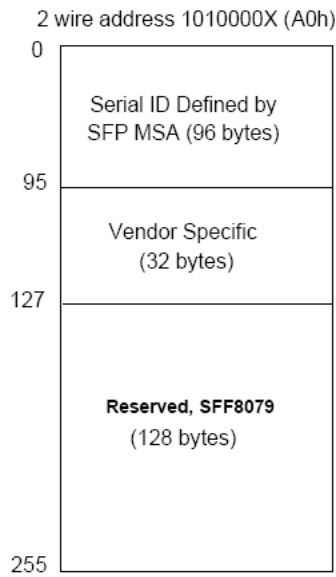 2 wire address 1010000X (A0h)
0
Serial ID Defined by
SFP MSA (96 bytes)
95
Vendor Specific
(32 bytes)
127
Reserved, SFF8079
(128 bytes)
255